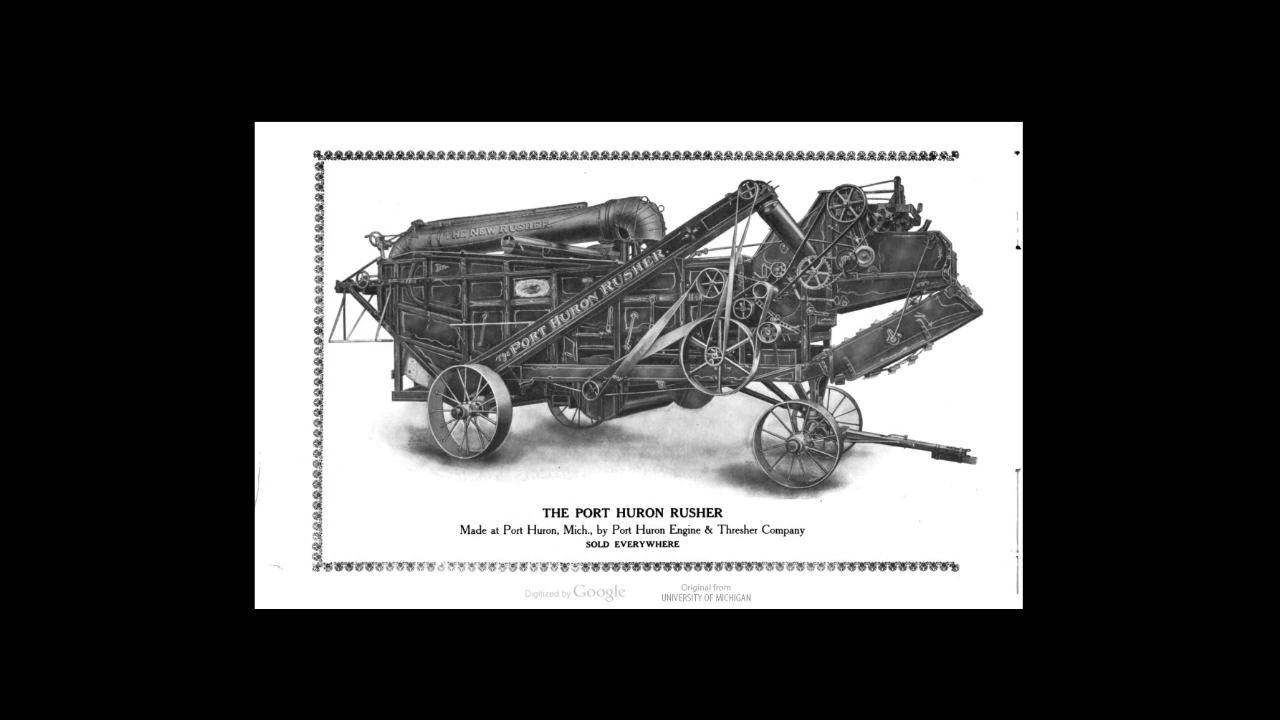 THE NEW RUSHER
The PORT HURON RUSHER
THE PORT HURON RUSHER
Made at Port Huron, Mich., by Port Huron Engine & Thresher Company
SOLD EVERYWHERE
Digitized by Google
Original from
UNIVERSITY OF MICHIGAN